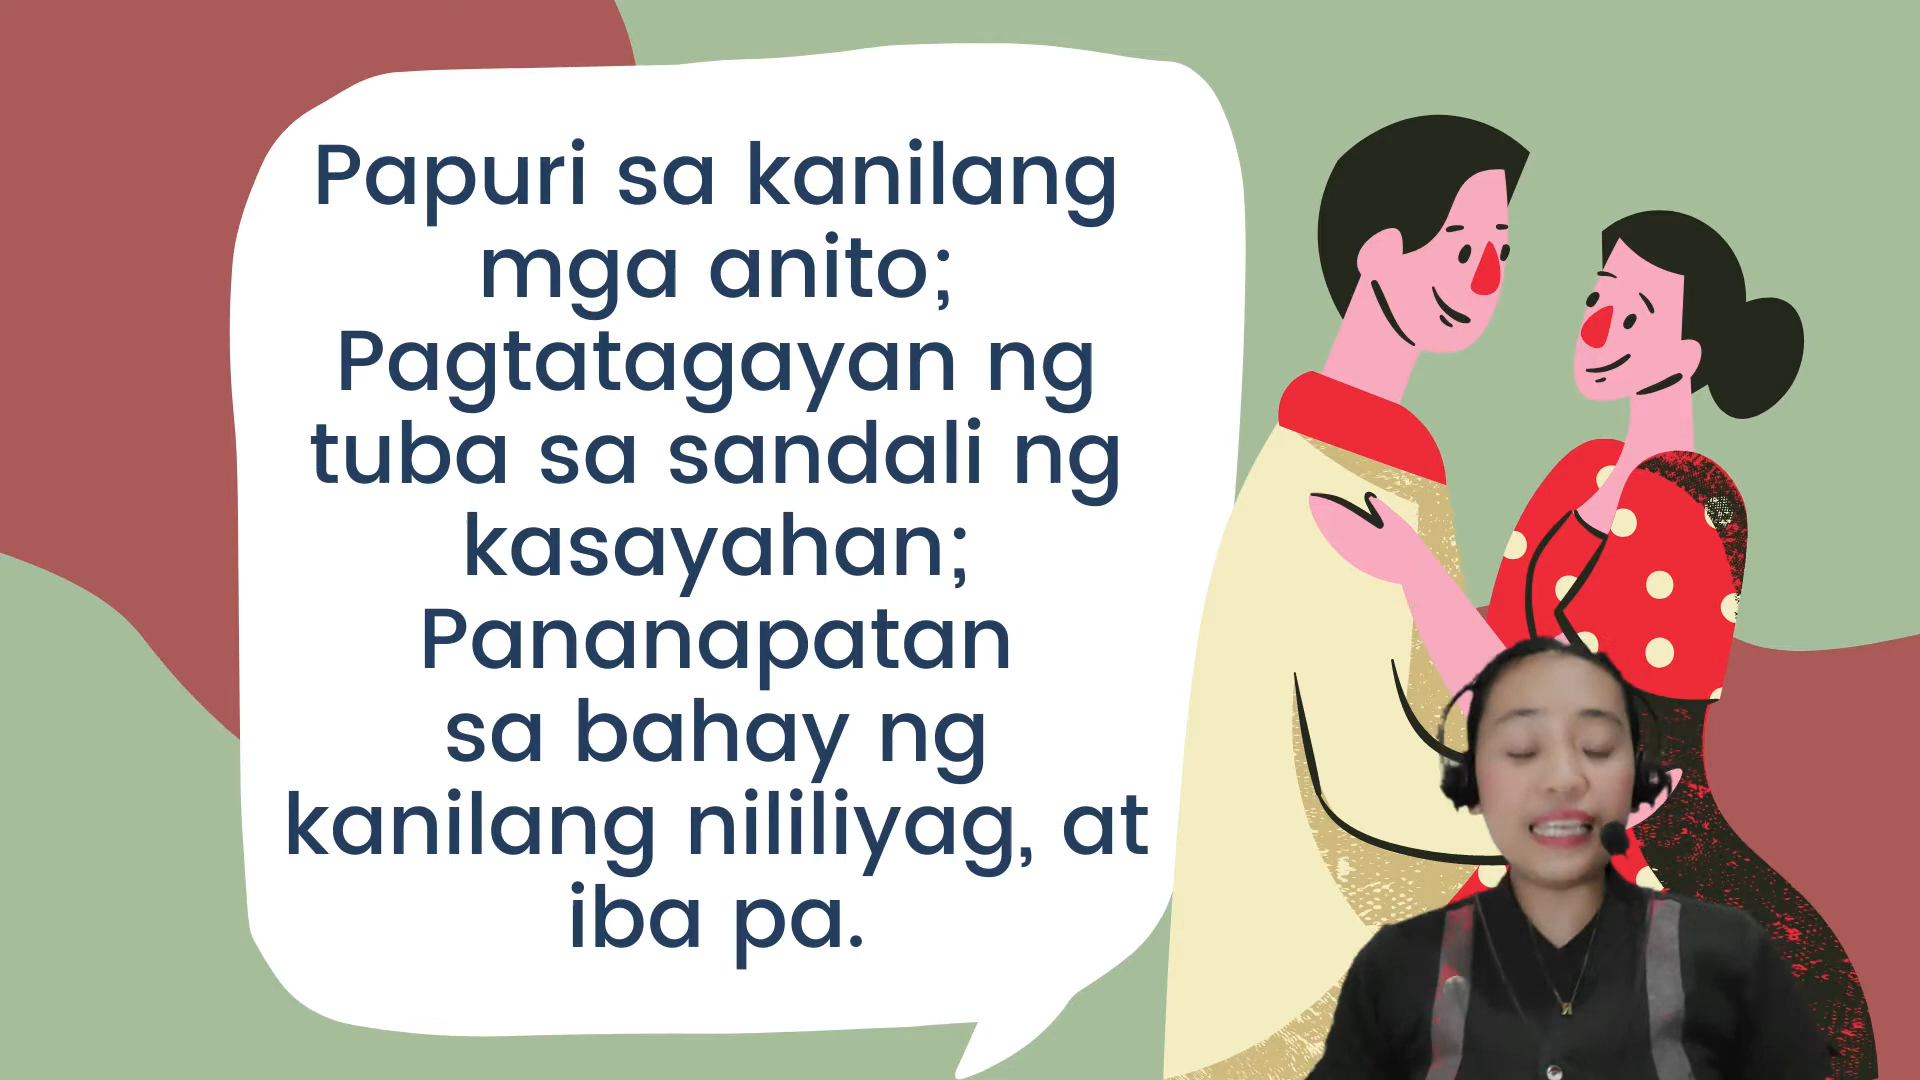 Papuri sa kanilang
mga anito;
Pagtatagayan ng
tuba sa sandali ng
kasayahan;
Pananapatan
sa bahay ng
kanilang nililiyag, at
iba pa.